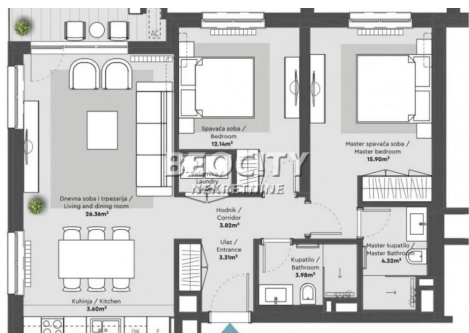 Spavaća soba /
Bedroom
12.14m²
Master spavaća soba /
Master bedroom
15.90m²
BEOCITY
NEKRETNINE
Laundry
Dnevna soba i trpezarija /
Living and dining room
26.36m²
Hodnik /
Corridor
3.82m²
Ulaz /
Entrance
3.31m²
Kupatilo /
Bathroom
3.98m²
Master kupatilo /
Master Bathroom
4.32m²
Kuhinja / Kitchen
3.60m²